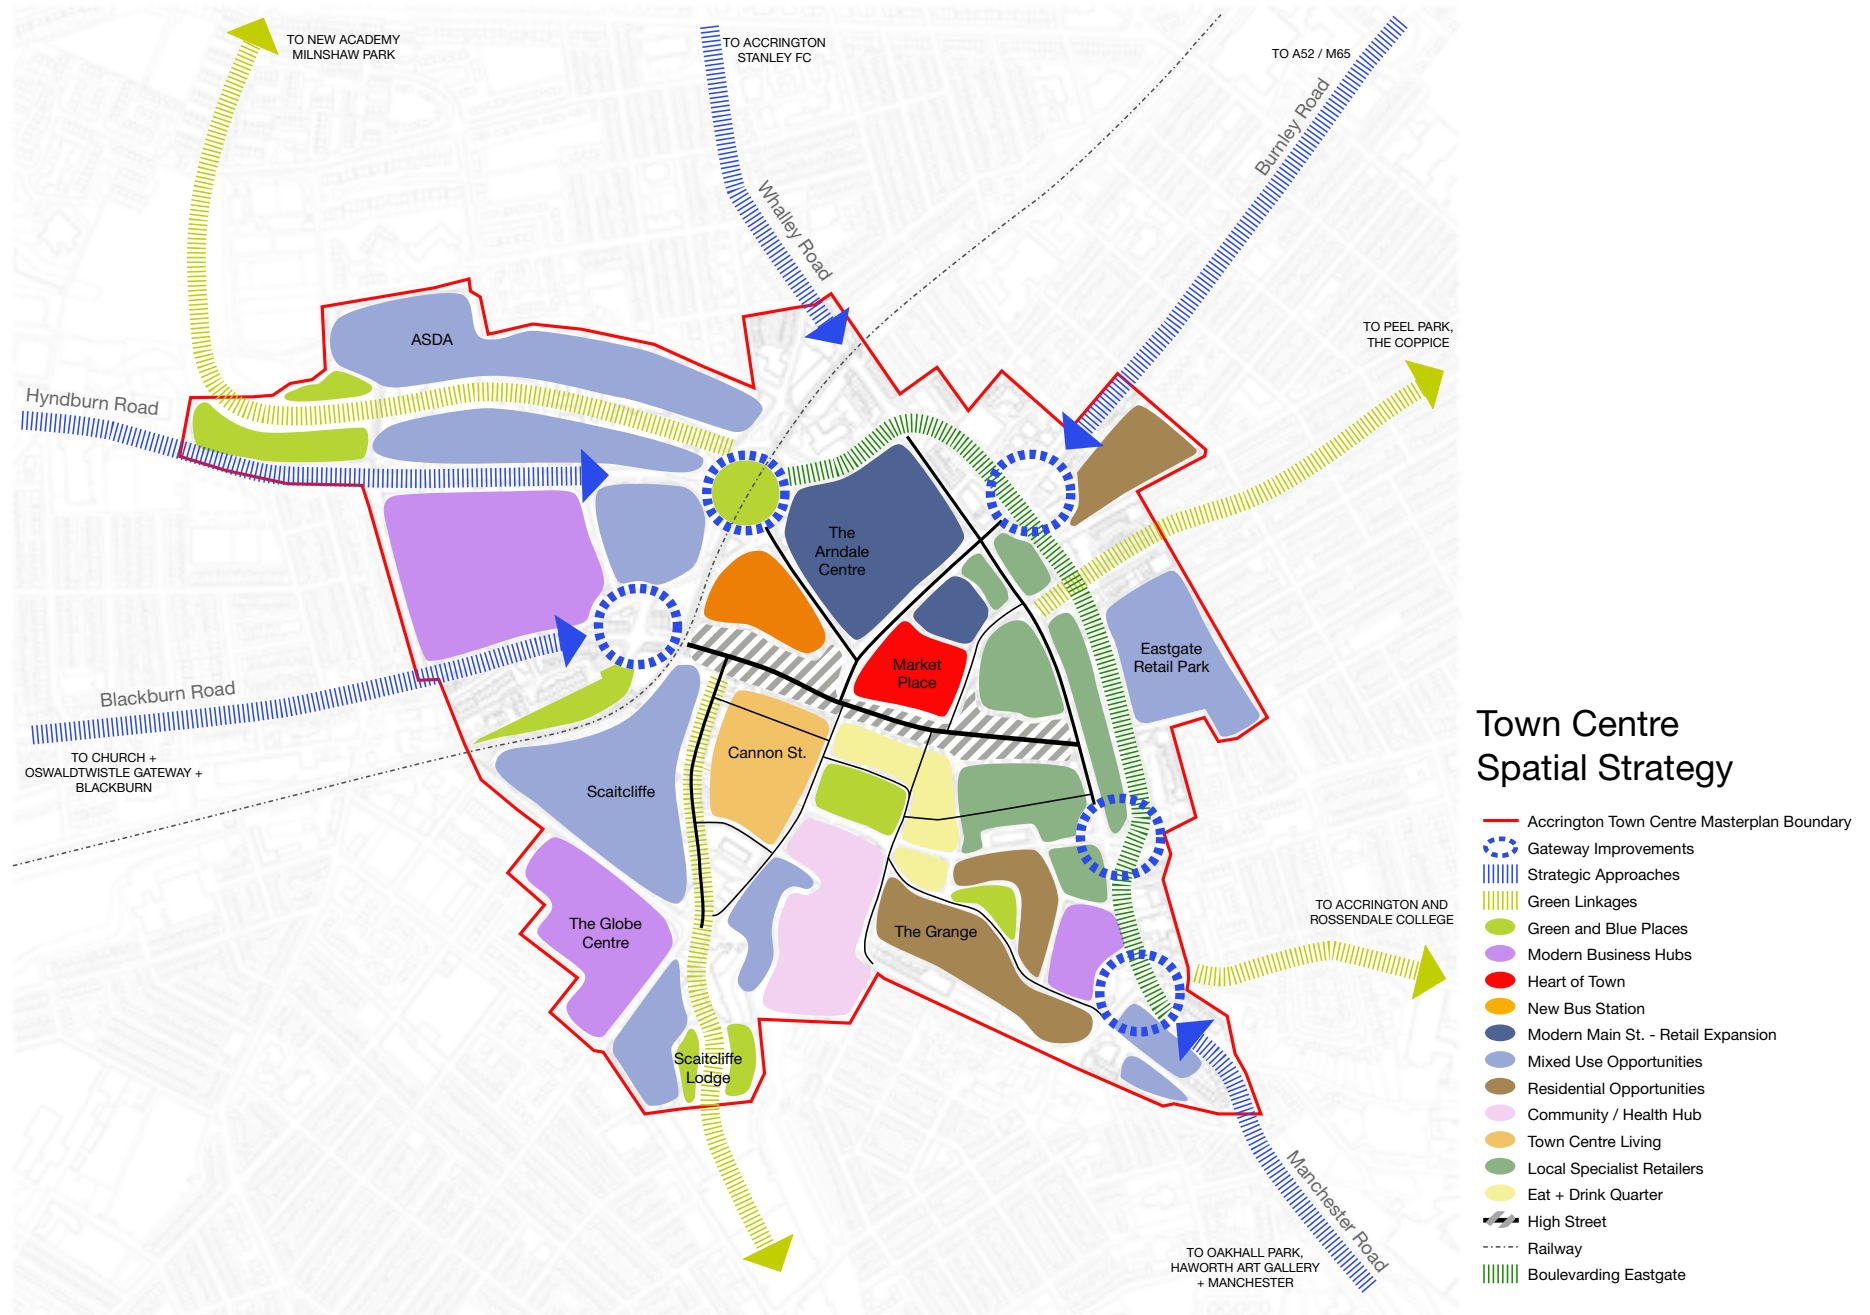 TO NEW ACADEMY
MILNSHAW PARK
TO ACCRINGTON
STANLEY FC
TO A52 / M65
Burnley Road
Whalley Road
TO PEEL PARK,
THE COPPICE
ASDA
Hyndburn Road
The
Arndale
Centre
Eastgate
Retail Park
Market
Place
Blackburn Road
TO CHURCH +
OSWALDTWISTLE GATEWAY +
BLACKBURN
Cannon St.
Scaitcliffe
The Globe
Centre
The Grange
TO ACCRINGTON AND
ROSSENDALE COLLEGE
Scaitcliffe
Lodge
Manchester Road
TO OAKHALL PARK,
HAWORTH ART GALLERY
+ MANCHESTER
Town Centre
Spatial Strategy
Accrington Town Centre Masterplan Boundary
Gateway Improvements
Strategic Approaches
Green Linkages
Green and Blue Places
Modern Business Hubs
Heart of Town
New Bus Station
Modern Main St. - Retail Expansion
Mixed Use Opportunities
Residential Opportunities
Community / Health Hub
Town Centre Living
Local Specialist Retailers
Eat + Drink Quarter
High Street
Railway
Boulevarding Eastgate